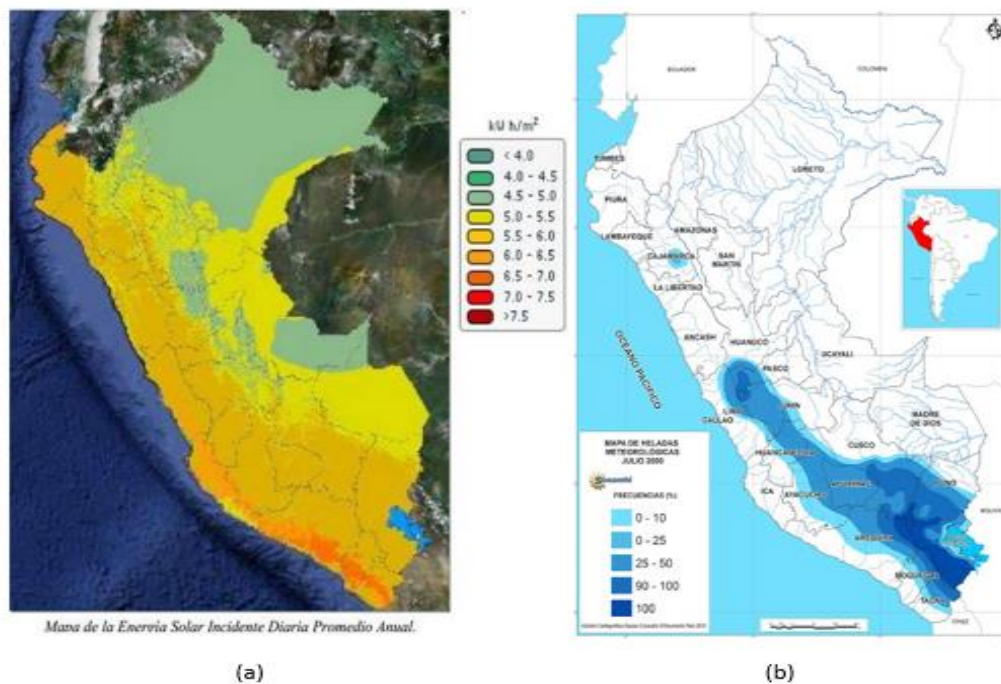 kW h/m²
< 4.0
4.0 - 4.5
4.5 - 5.0
5.0 - 5.5
5.5 - 6.0
6.0 - 6.5
6.5 - 7.0
7.0 - 7.5
>7.5
Mapa de la Energía Solar Incidente Diaria Promedio Anual.
(a)
ECUADOR
COLOMBIA
TUMBES
LORETO
PIURA
LAMBAYEQUE
AMAZONAS
CAJAMARCA
SAN
MARTIN
LA LIBERTAD
ANCASH
HUANUCO
UCAYALI
PASCO
OCEANO PACIFICO
LIMA
JUNIN
CALLAO
MADRE
DE DIOS
CUSCO
HUANCAVELICA
ICA
AYACUCHO
APURIMAC
PUNO
AREQUIPA
MOQUEGUA
TACNA
CHILE
MAPA DE HELADAS
METEOROLÓGICAS
JULIO 2000
FRECUENCIAS (%)
0 - 10
0 - 25
25 - 50
90 - 100
100
(b)